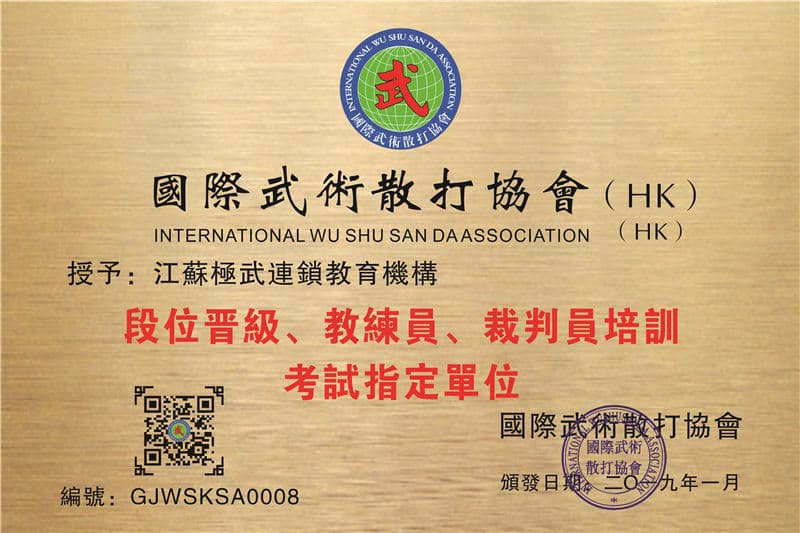 INTERNATIONAL WU SHU SAN DA ASSOCIATION
武
國際武術散打協會
國際武術散打協會（HK）
INTERNATIONAL WU SHU SAN DA ASSOCIATION （HK）
授予：江蘇極武連鎖教育機構
段位晋級、教練員、裁判員培訓
考試指定單位
國際武術散打協會
國際武術
散打協會
頒發日期：二〇一九年一月
編號：GJWSKSA0008